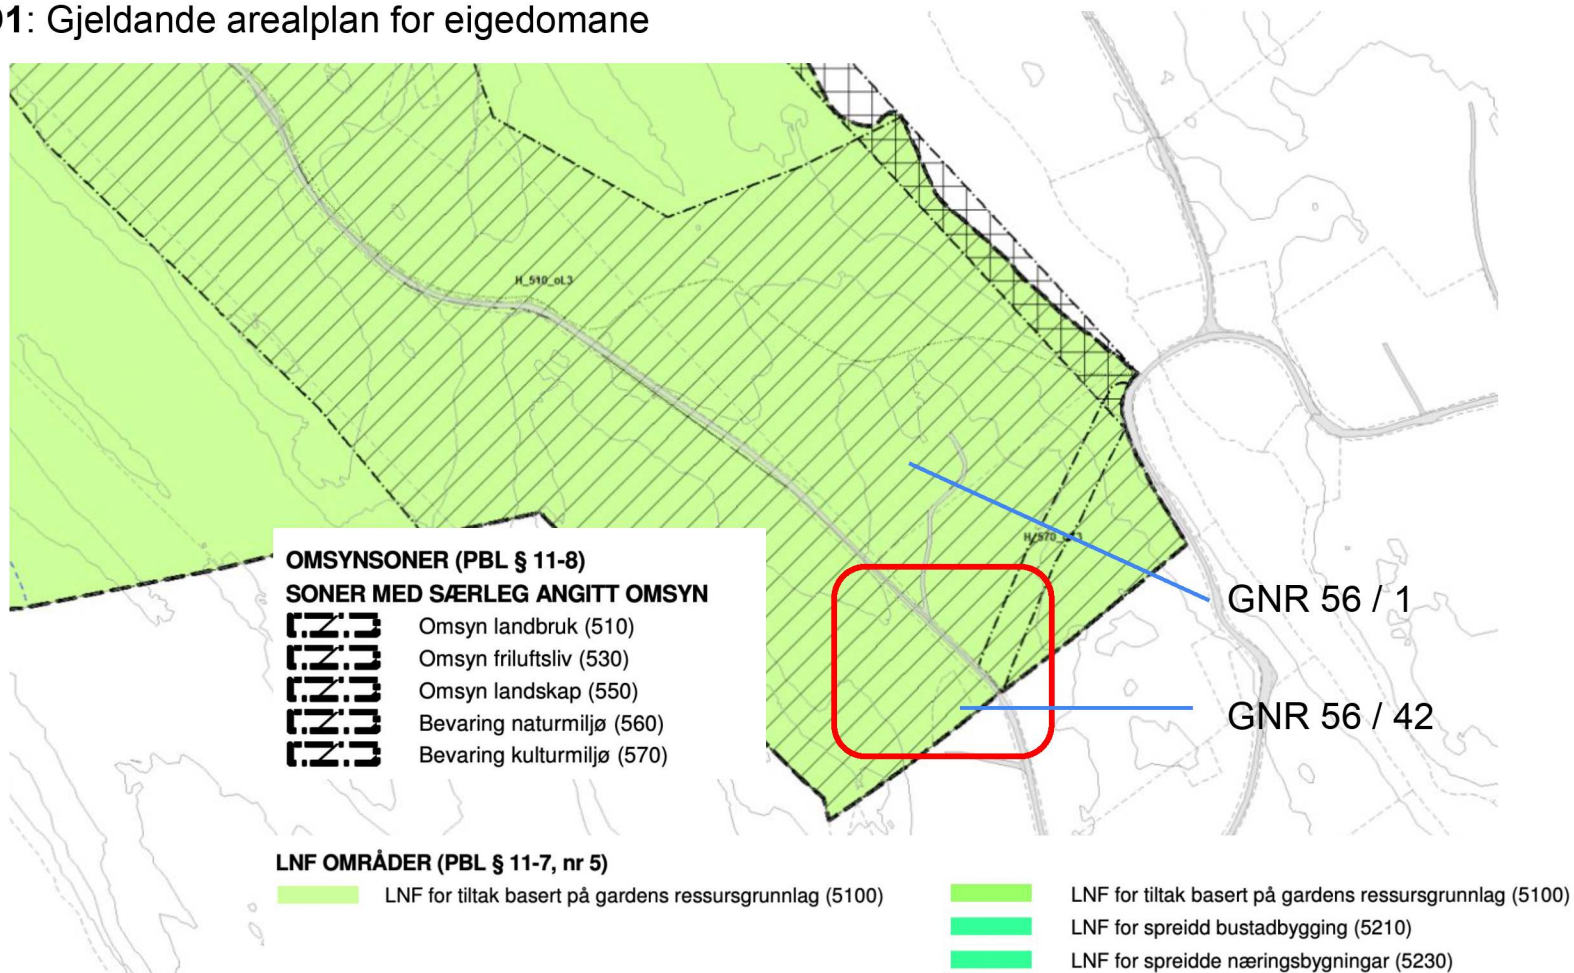 01: Gjeldande arealplan for eigedomane
H_510_oL3
GNR 56 / 1
GNR 56 / 42
OMSYNSONER (PBL § 11-8)
SONER MED SÆRLEG ANGITT OMSYN
Omsyn landbruk (510)
Omsyn friluftsliv (530)
Omsyn landskap (550)
Bevaring naturmiljø (560)
Bevaring kulturmiljø (570)
LNF OMRÅDER (PBL § 11-7, nr 5)
LNF for tiltak basert på gardens ressursgrunnlag (5100)
LNF for tiltak basert på gardens ressursgrunnlag (5100)
LNF for spreidd bustadbygging (5210)
LNF for spreidde næringsbygningar (5230)